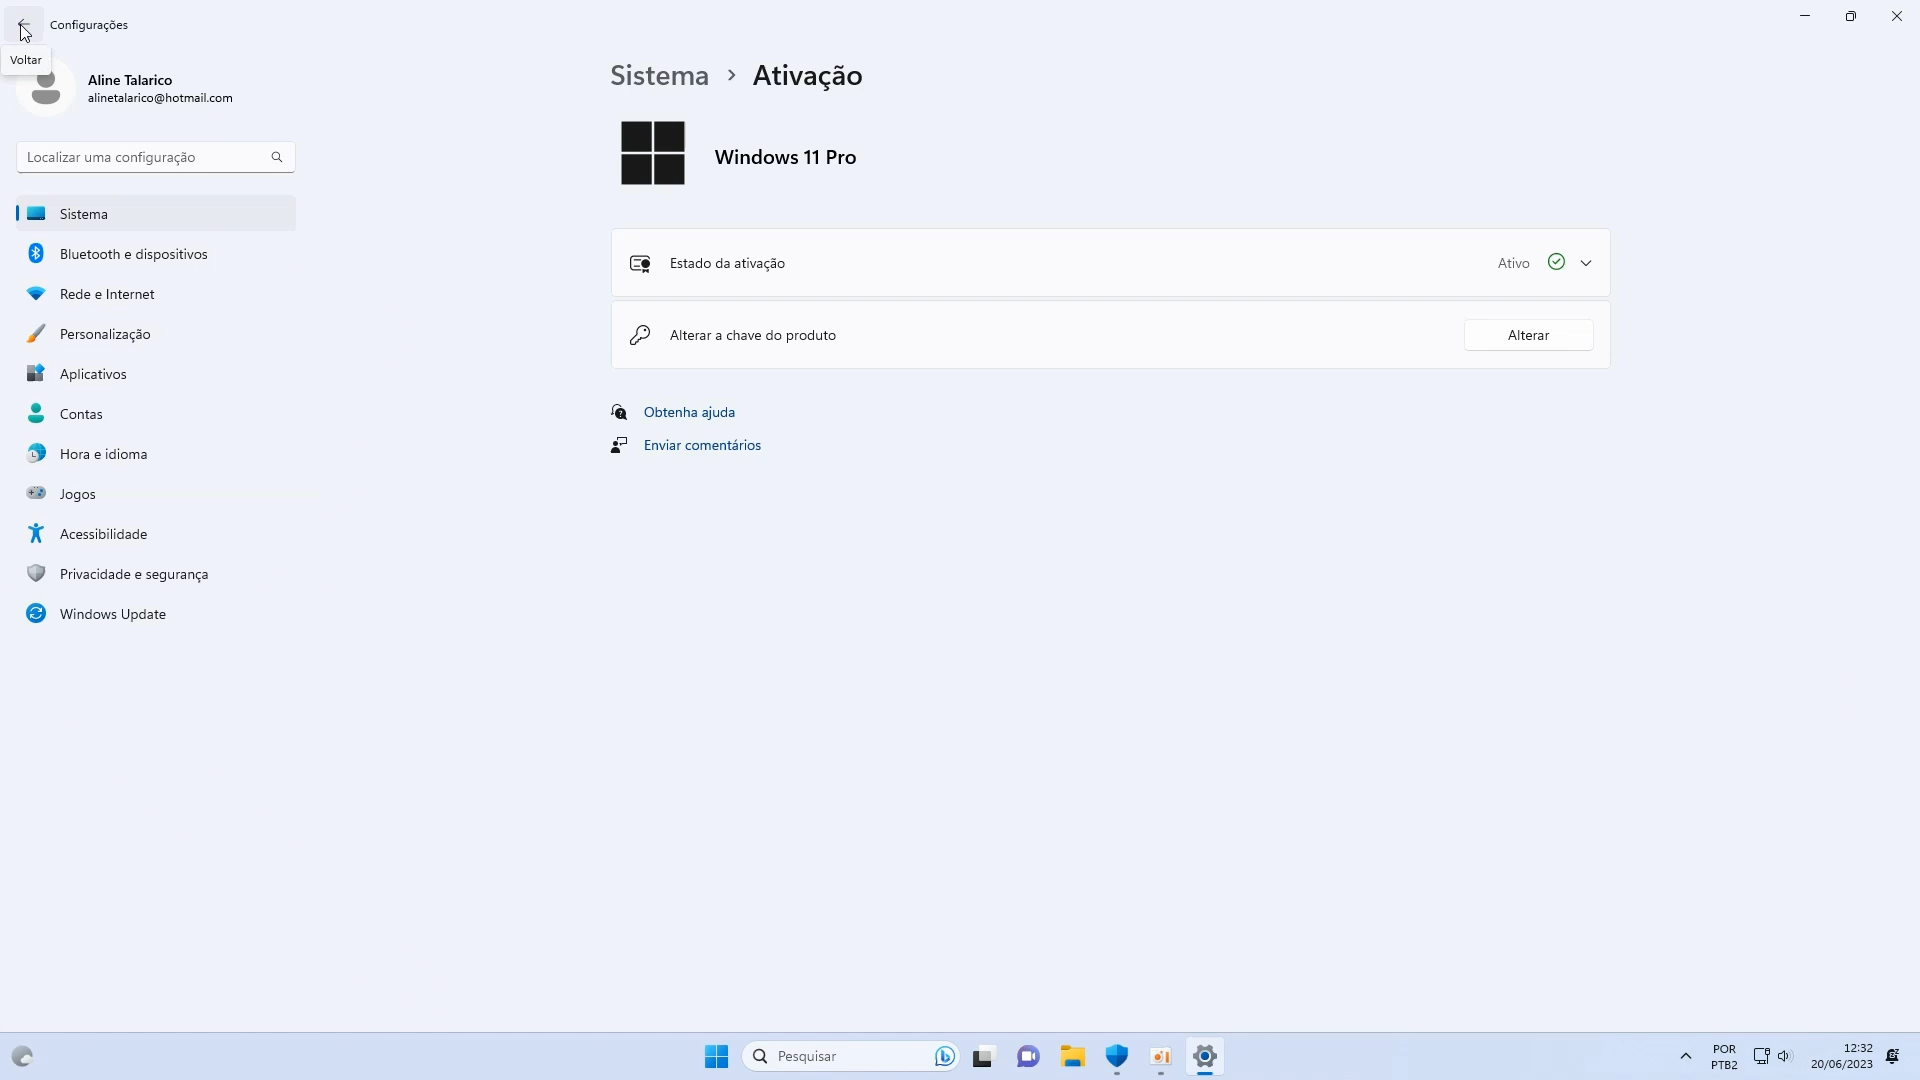 Configurações
Voltar
Aline Talarico
alinetalarico@hotmail.com
Localizar uma configuração
Sistema
Bluetooth e dispositivos
Rede e Internet
Personalização
Aplicativos
Contas
Hora e idioma
Jogos
Acessibilidade
Privacidade e segurança
Windows Update
Sistema › Ativação
Windows 11 Pro
Estado da ativação Ativo
Alterar a chave do produto Alterar
Obtenha ajuda
Enviar comentários
Pesquisar
POR
PTB2
12:32
20/06/2023